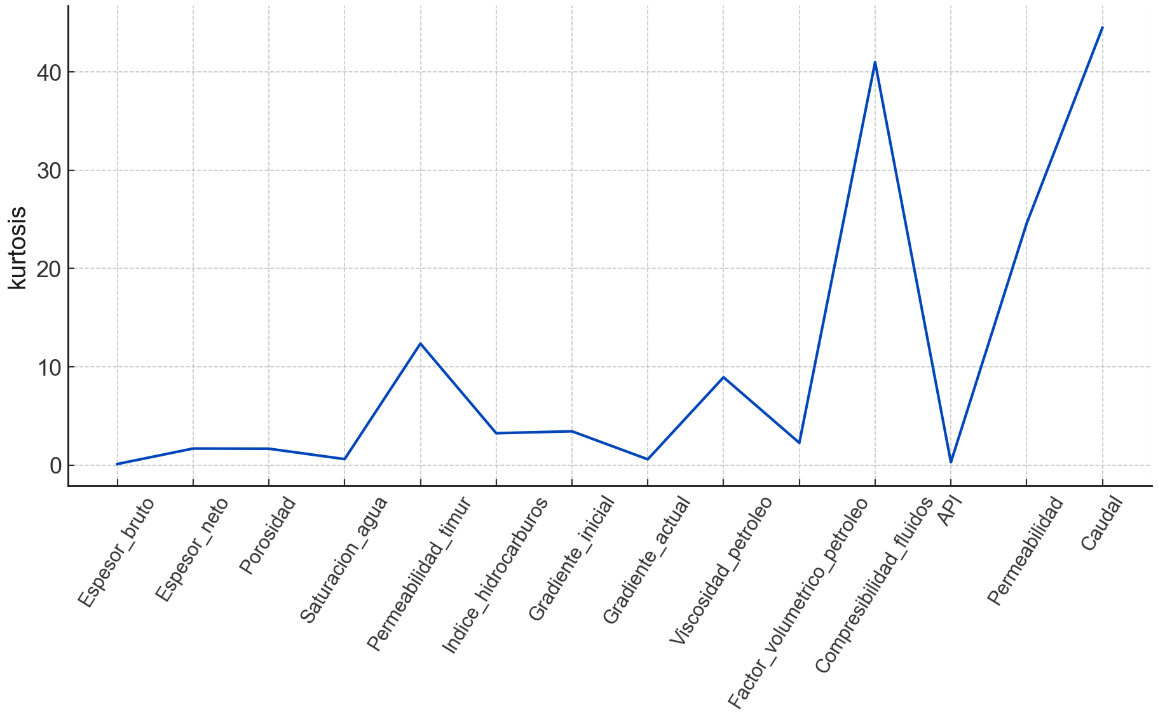 kurtosis
40
30
20
10
0
Espesor_bruto
Espesor_neto
Porosidad
Saturacion_agua
Permeabilidad_timur
Indice_hidrocarburos
Gradiente_inicial
Gradiente_actual
Viscosidad_petroleo
Factor_volumetrico_petroleo
Compresibilidad_fluidos
API
Permeabilidad
Caudal